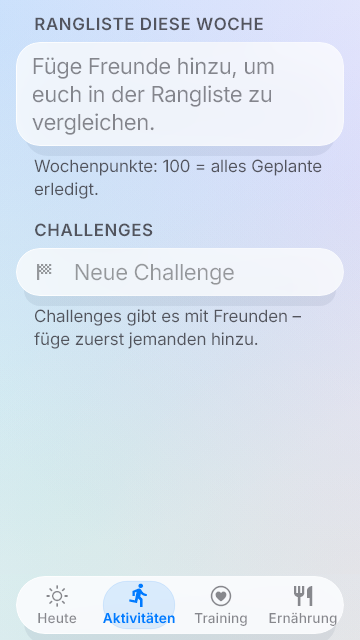 RANGLISTE DIESE WOCHE
Füge Freunde hinzu, um
euch in der Rangliste zu
vergleichen.
Wochenpunkte: 100 = alles Geplante
erledigt.
CHALLENGES
Neue Challenge
Challenges gibt es mit Freunden –
füge zuerst jemanden hinzu.
Heute Aktivitäten Training Ernährung